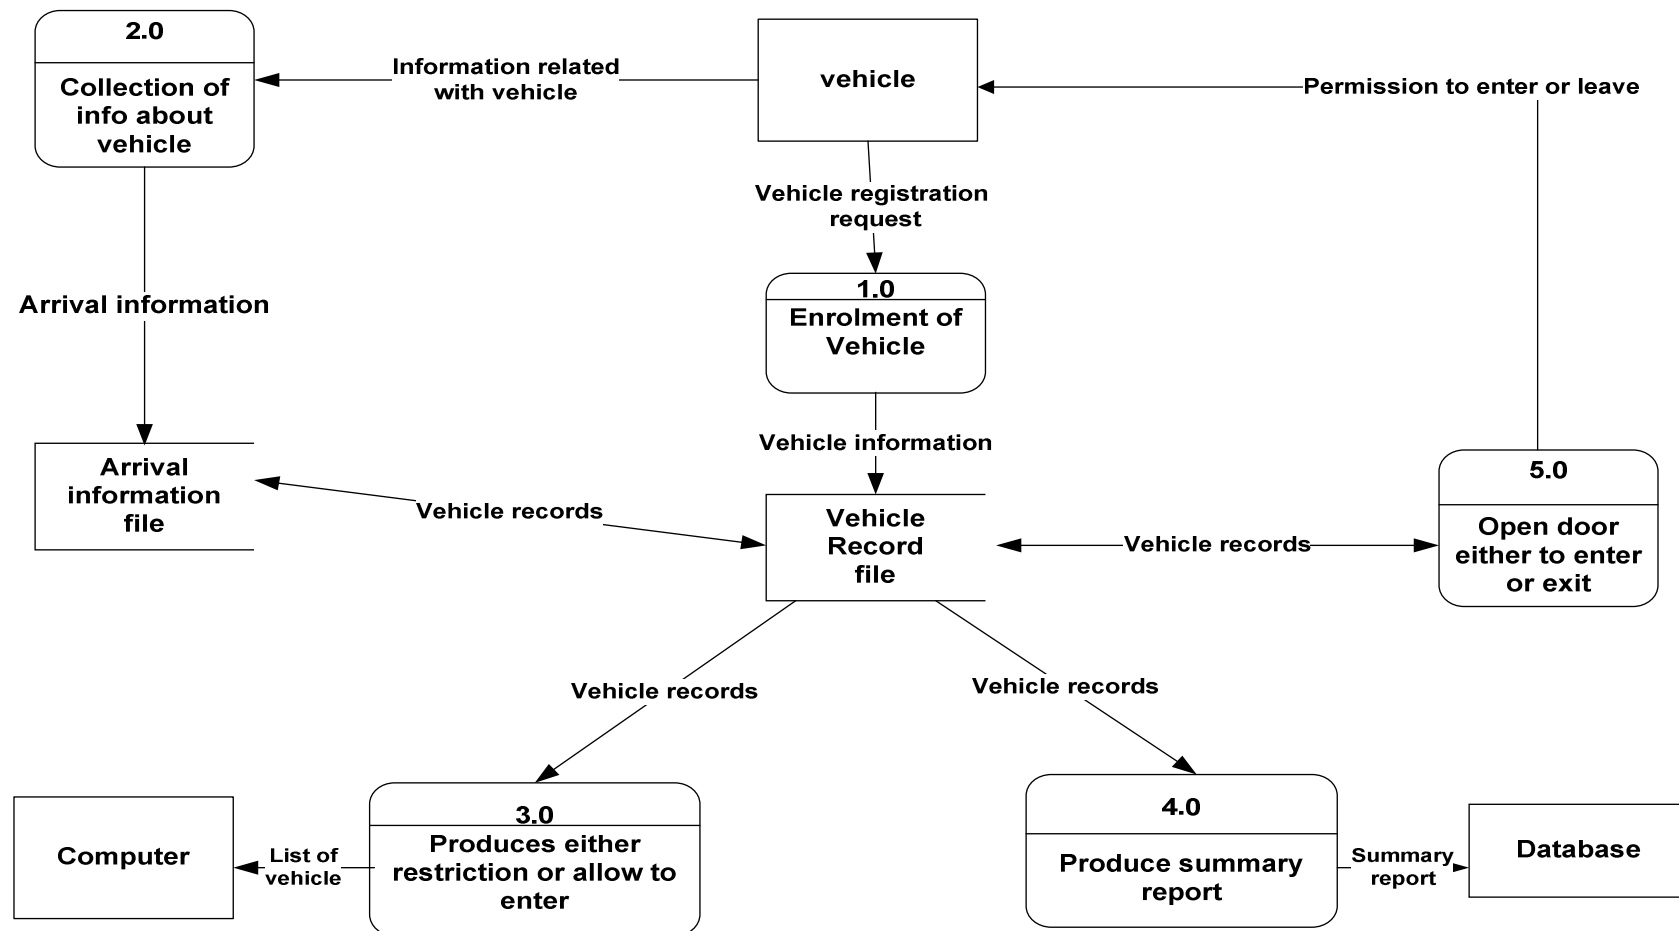 2.0
Collection of
info about
vehicle
Information related
with vehicle
vehicle
Permission to enter or leave
Vehicle registration
request
Arrival information
1.0
Enrolment of
Vehicle
Vehicle information
Arrival
information
file
Vehicle records
Vehicle
Record
file
Vehicle records
5.0
Open door
either to enter
or exit
Vehicle records
Vehicle records
Computer
List of
vehicle
3.0
Produces either
restriction or allow to
enter
4.0
Produce summary
report
Summary
report
Database